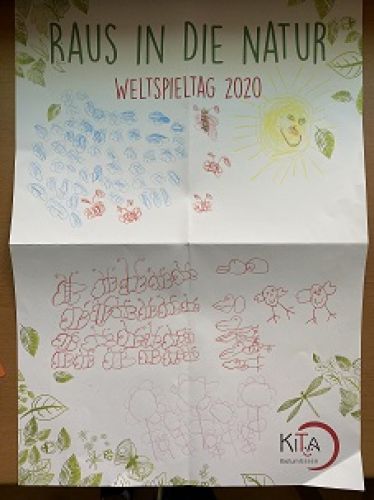 RAUS IN DIE NATUR
WELTSPIELTAG 2020
KiTA